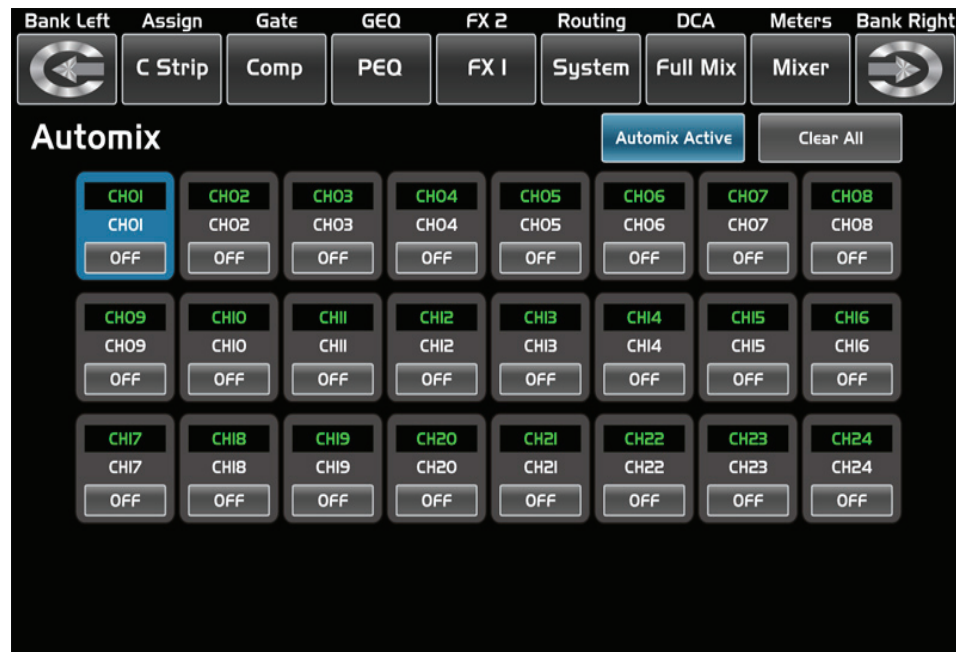 Bank Left Assign Gate GEQ FX 2 Routing DCA Meters Bank Right
C Strip Comp PEQ FX 1 System Full Mix Mixer
Automix Automix Active Clear All
CH01 CH02 CH03 CH04 CH05 CH06 CH07 CH08
CH01 CH02 CH03 CH04 CH05 CH06 CH07 CH08
OFF OFF OFF OFF OFF OFF OFF OFF
CH09 CH10 CH11 CH12 CH13 CH14 CH15 CH16
CH09 CH10 CH11 CH12 CH13 CH14 CH15 CH16
OFF OFF OFF OFF OFF OFF OFF OFF
CH17 CH18 CH19 CH20 CH21 CH22 CH23 CH24
CH17 CH18 CH19 CH20 CH21 CH22 CH23 CH24
OFF OFF OFF OFF OFF OFF OFF OFF